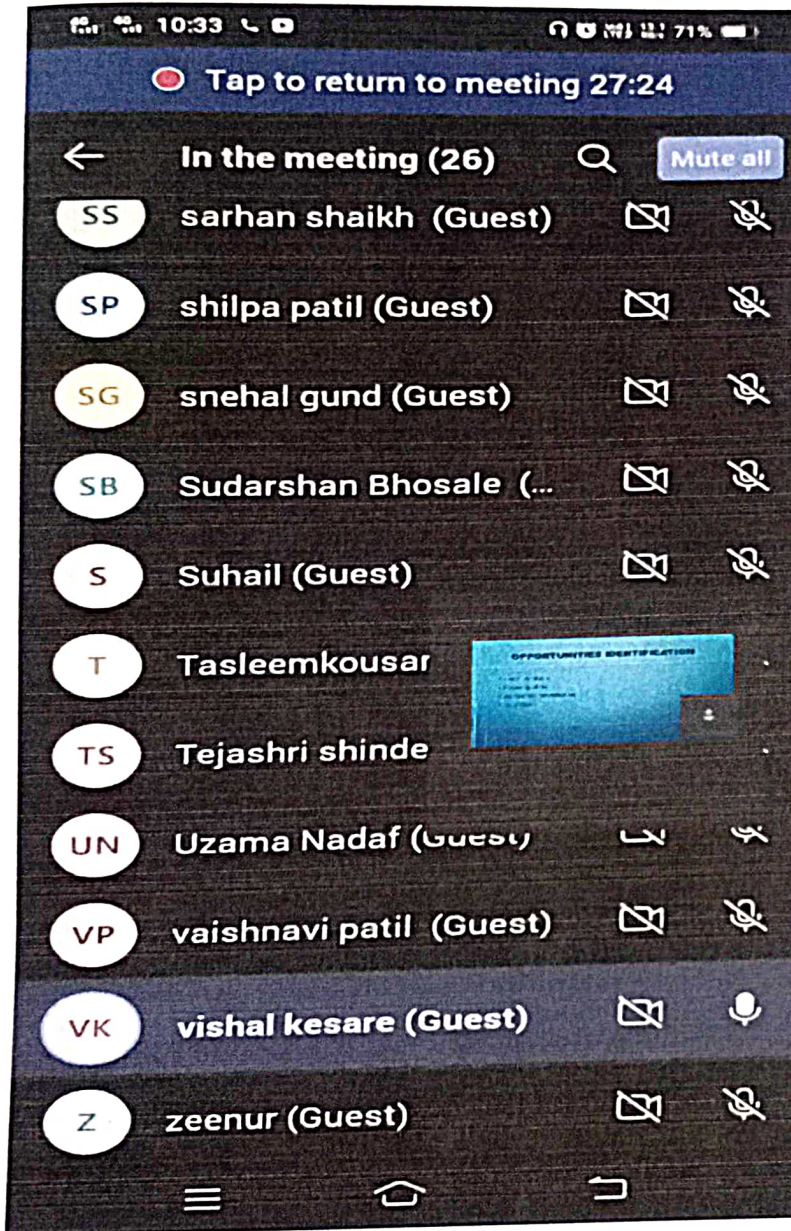 10:33 71%
Tap to return to meeting 27:24
In the meeting (26) Mute all
SS sarhan shaikh (Guest)
SP shilpa patil (Guest)
SG snehal gund (Guest)
SB Sudarshan Bhosale (...
S Suhail (Guest)
T Tasleemkousar
OPPORTUNITIES IDENTIFICATION
TS Tejashri shinde
UN Uzama Nadaf (Guest)
VP vaishnavi patil (Guest)
VK vishal kesare (Guest)
Z zeenur (Guest)